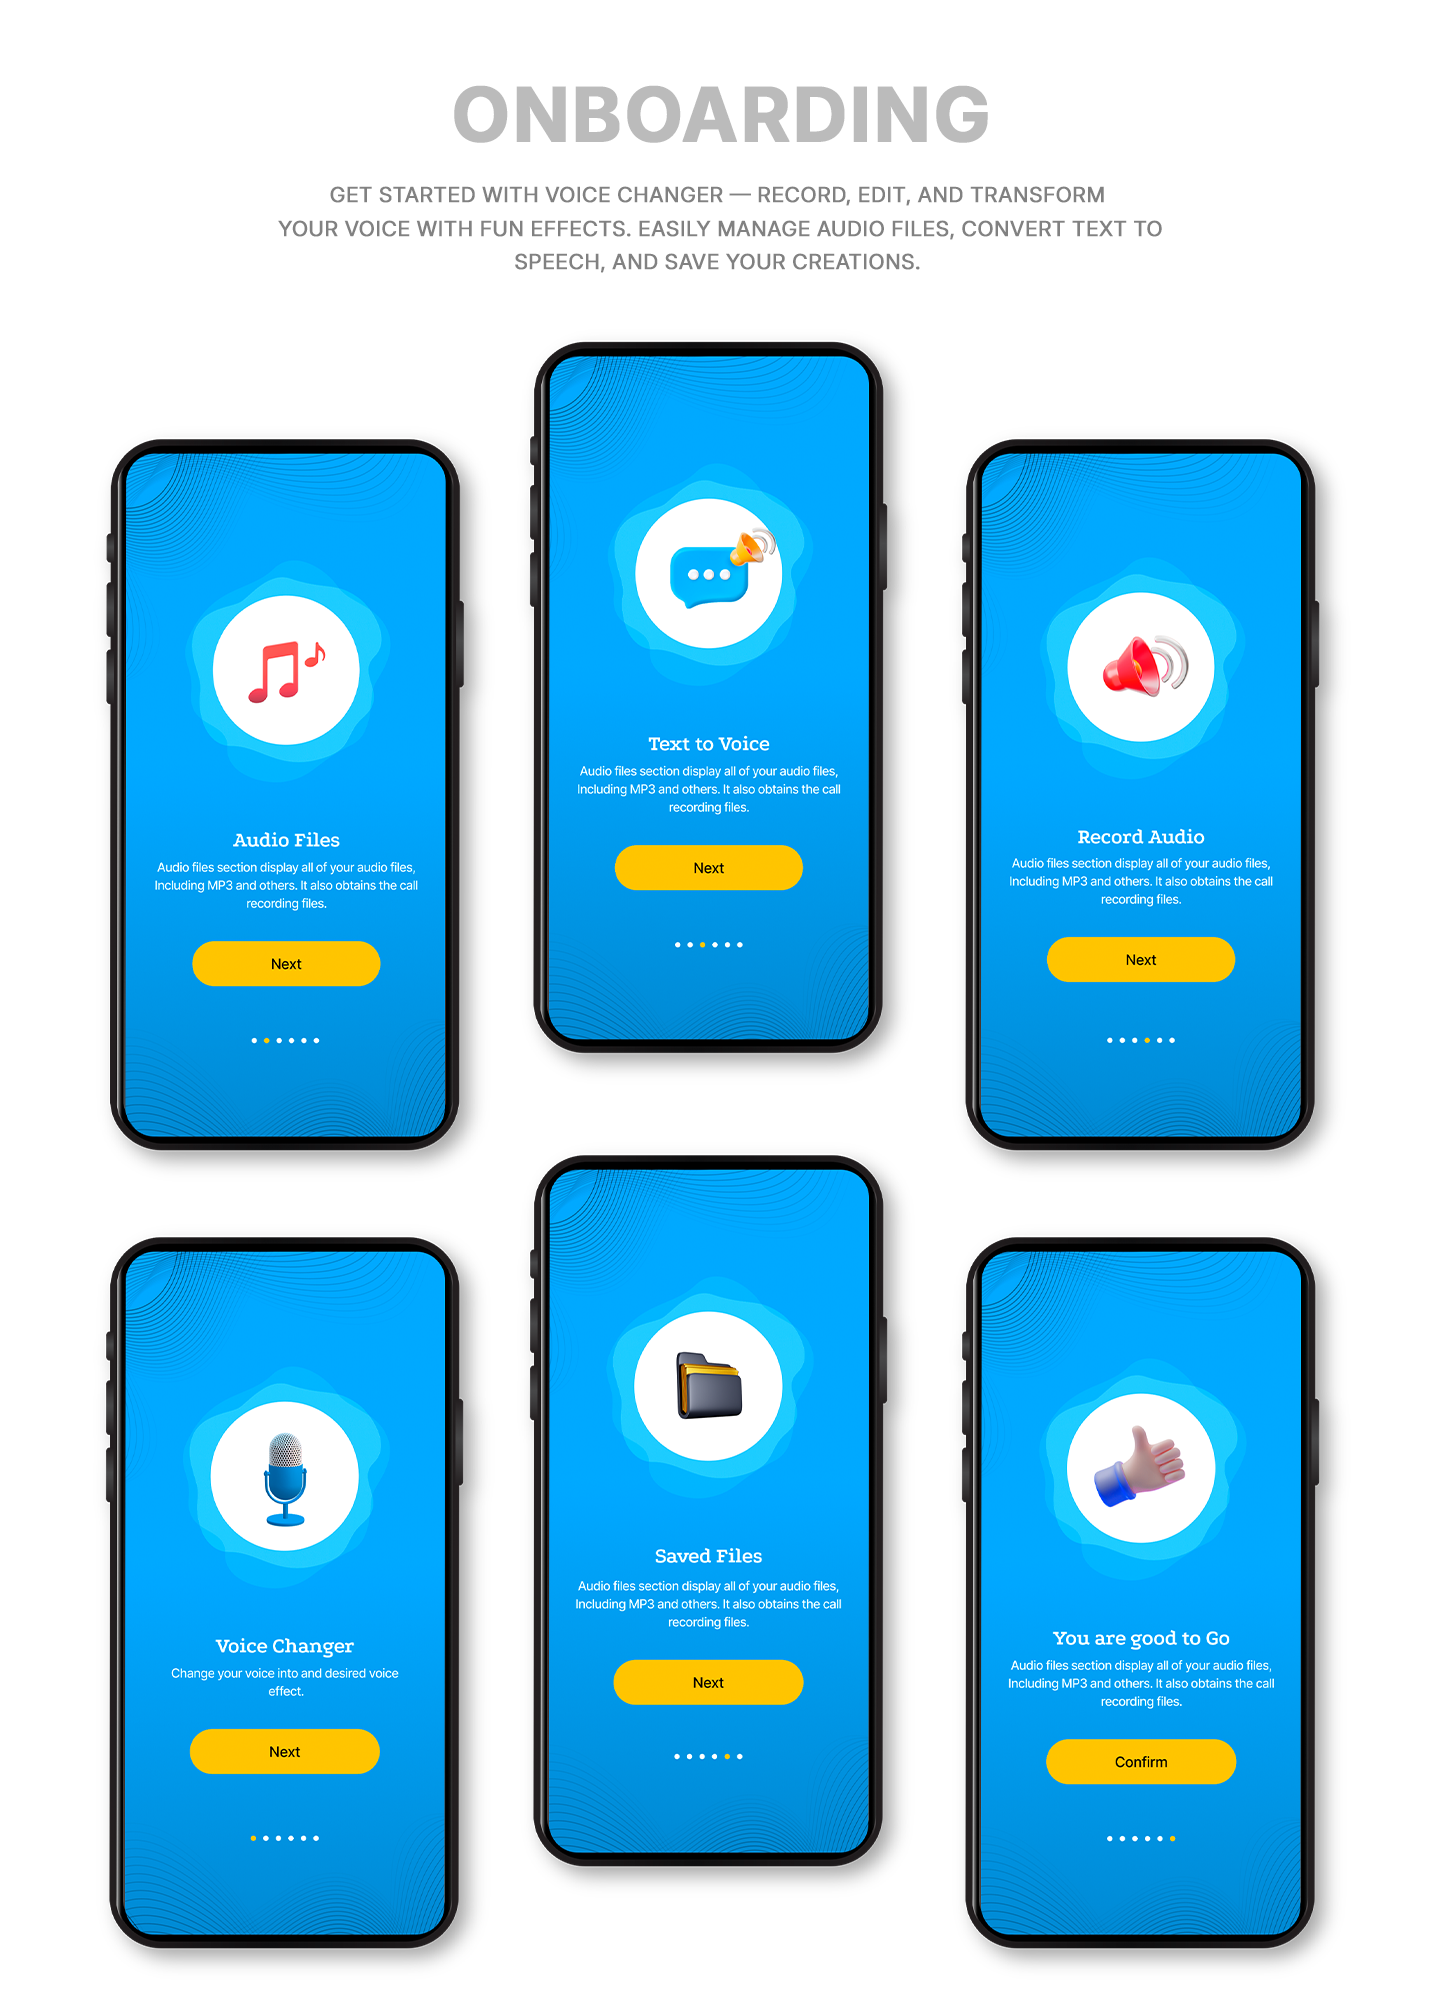 ONBOARDING
GET STARTED WITH VOICE CHANGER — RECORD, EDIT, AND TRANSFORM
YOUR VOICE WITH FUN EFFECTS. EASILY MANAGE AUDIO FILES, CONVERT TEXT TO
SPEECH, AND SAVE YOUR CREATIONS.
Audio Files
Audio files section display all of your audio files,
Including MP3 and others. It also obtains the call
recording files.
Next
Text to Voice
Audio files section display all of your audio files,
Including MP3 and others. It also obtains the call
recording files.
Next
Record Audio
Audio files section display all of your audio files,
Including MP3 and others. It also obtains the call
recording files.
Next
Voice Changer
Change your voice into and desired voice
effect.
Next
Saved Files
Audio files section display all of your audio files,
Including MP3 and others. It also obtains the call
recording files.
Next
You are good to Go
Audio files section display all of your audio files,
Including MP3 and others. It also obtains the call
recording files.
Confirm